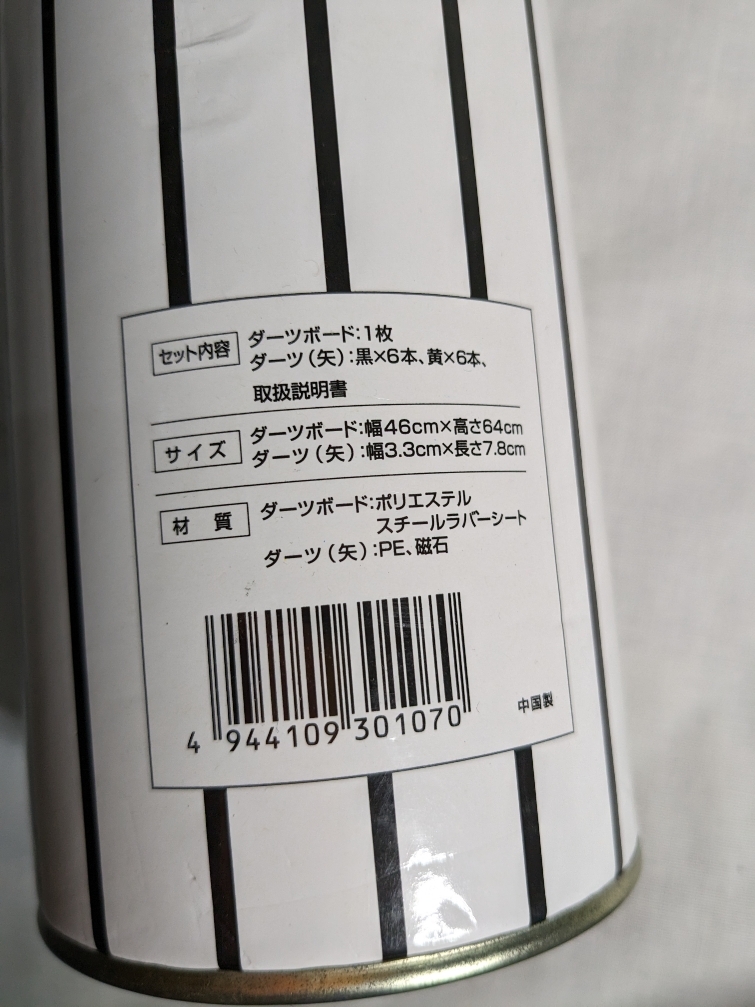 セット内容
ダーツボード:1枚
ダーツ(矢):黒×6本、黄×6本、
取扱説明書
サイズ
ダーツボード:幅46cm×高さ64cm
ダーツ(矢):幅3.3cm×長さ7.8cm
材 質
ダーツボード:ポリエステル
スチールラバーシート
ダーツ(矢):PE、磁石
中国製
4 944109 301070